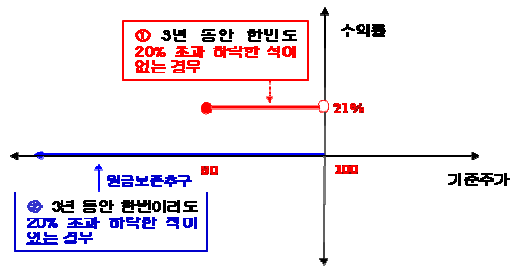 수익률
① 3년 동안 한번도
20% 초과 하락한 적이
없는 경우
21%
80
100
기준주가
원금보존추구
② 3년 동안 한번이라도
20% 초과 하락한 적이
있는 경우